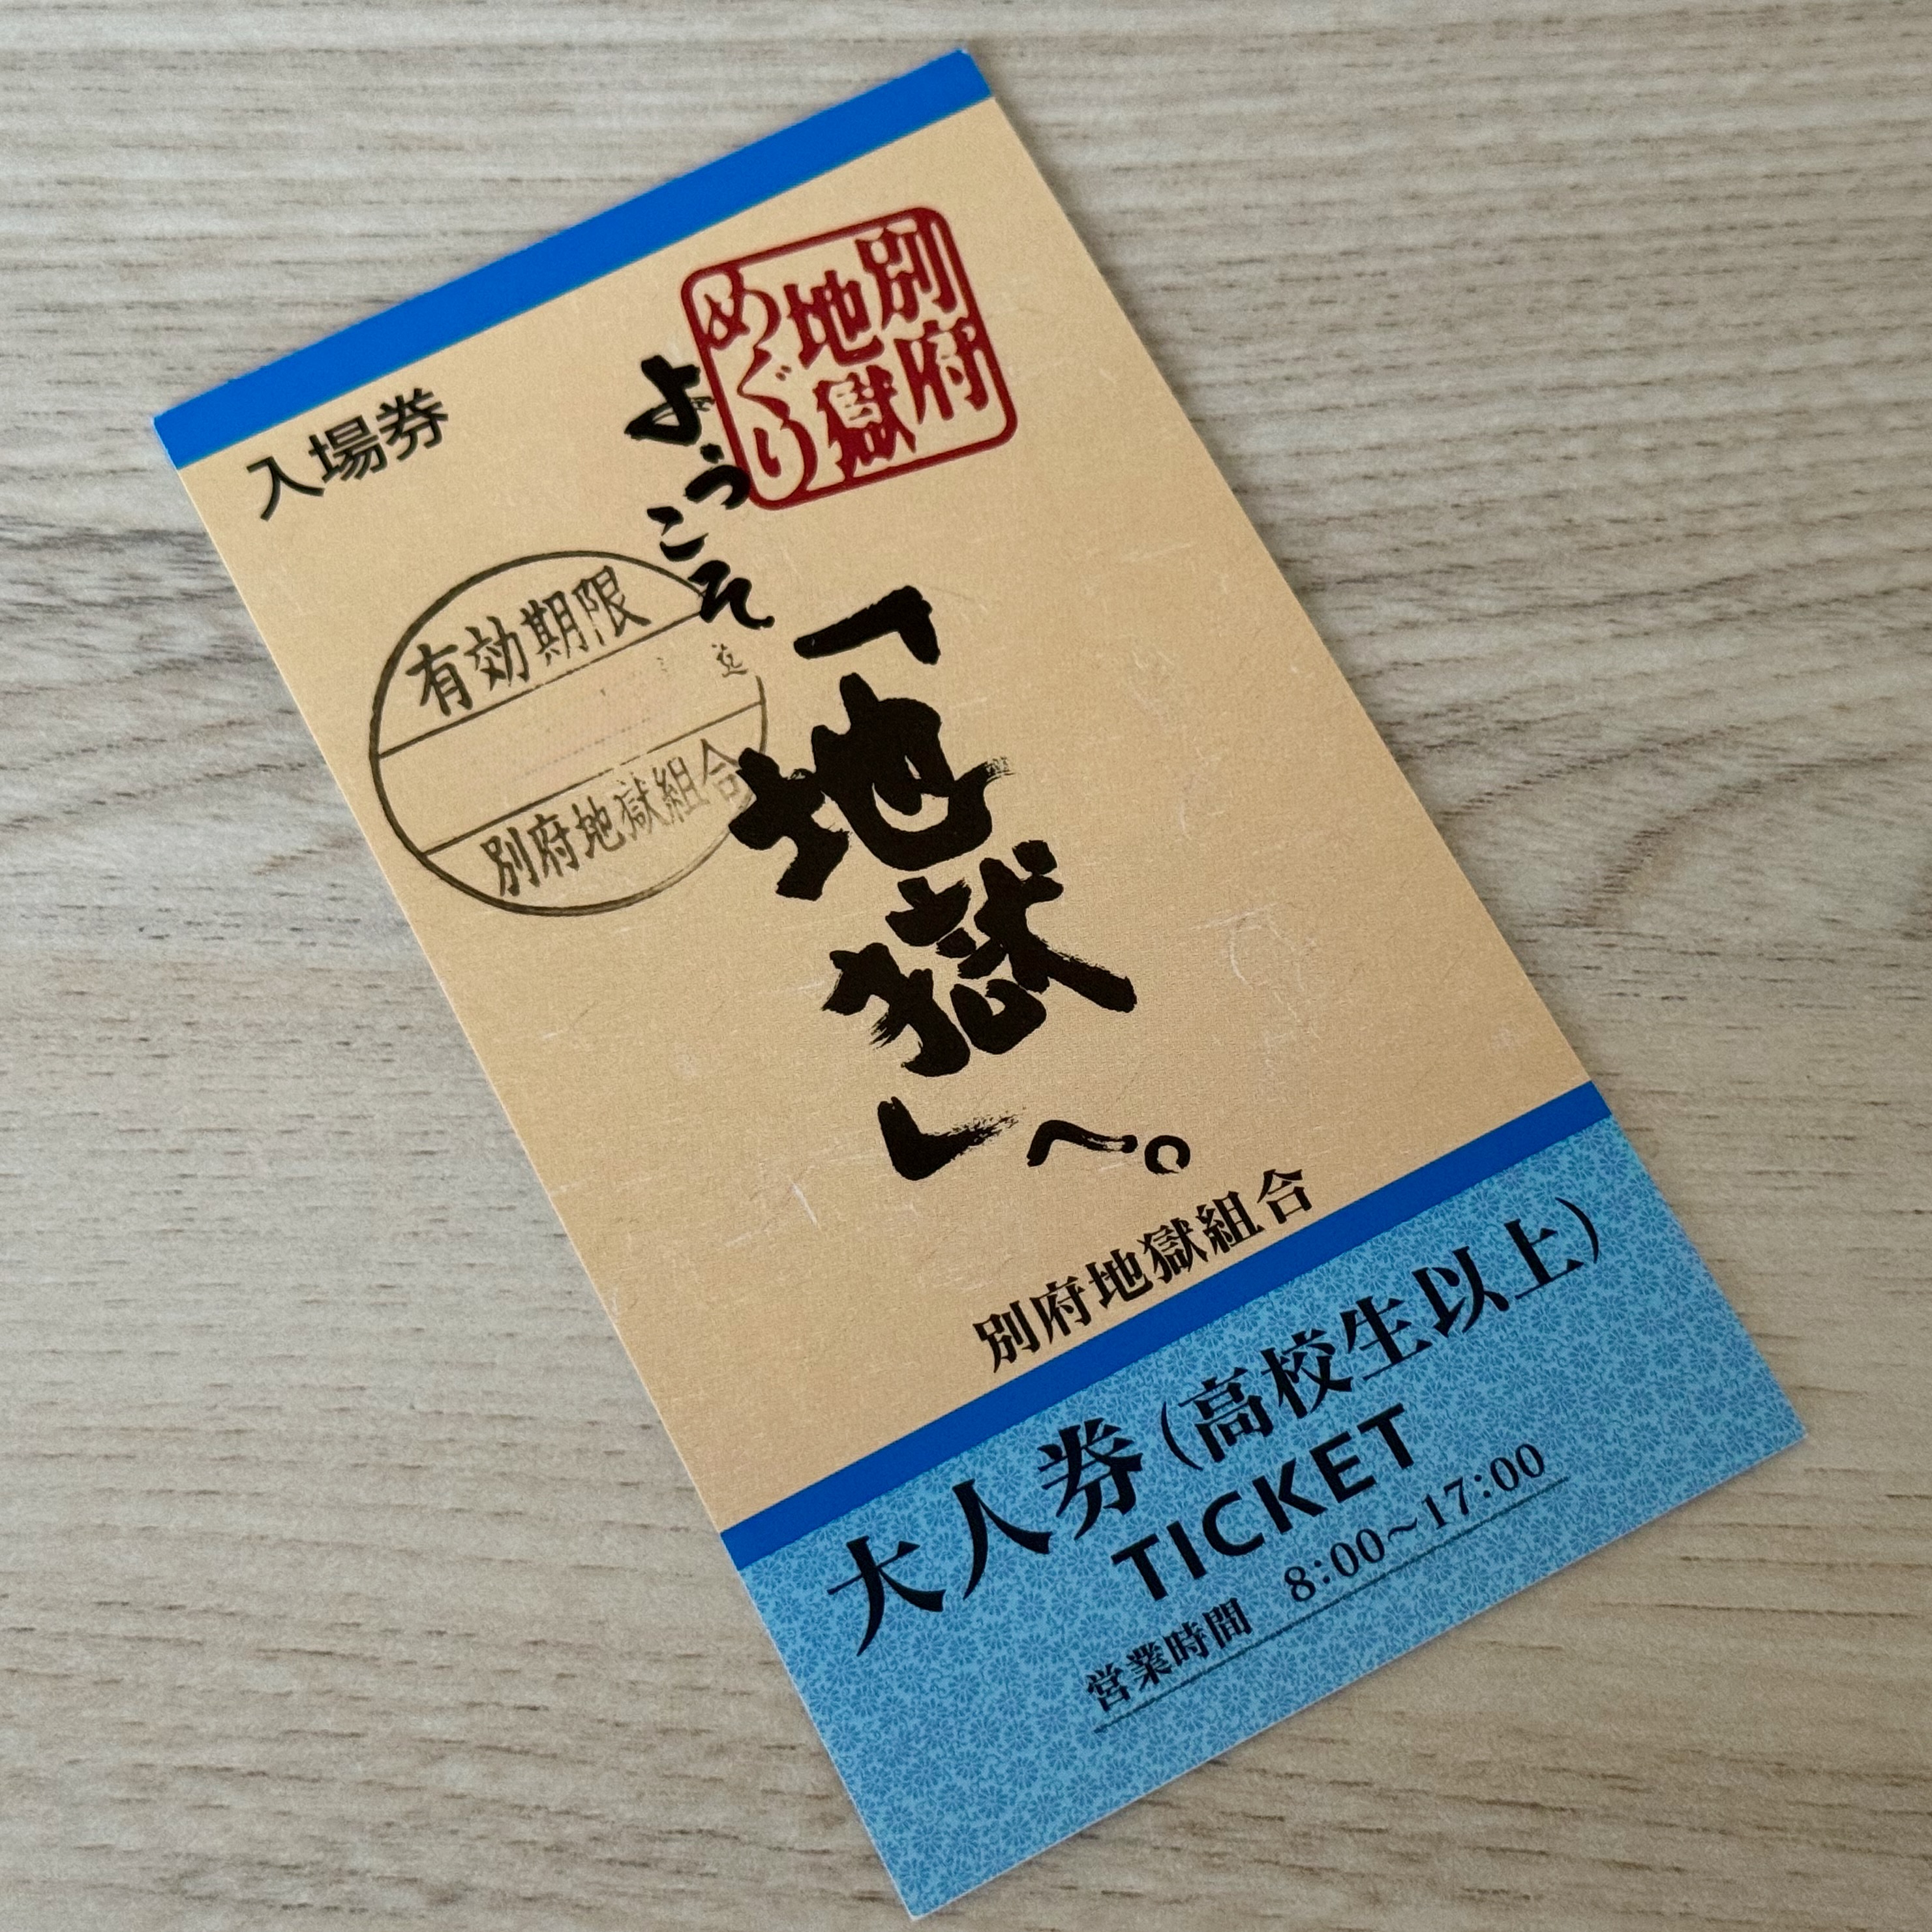 入場券
別府
地獄
めぐり
ようこそ
「地獄」へ。
有効期限
迄
別府地獄組合
別府地獄組合
大人券(高校生以上)
TICKET
営業時間 8:00~17:00